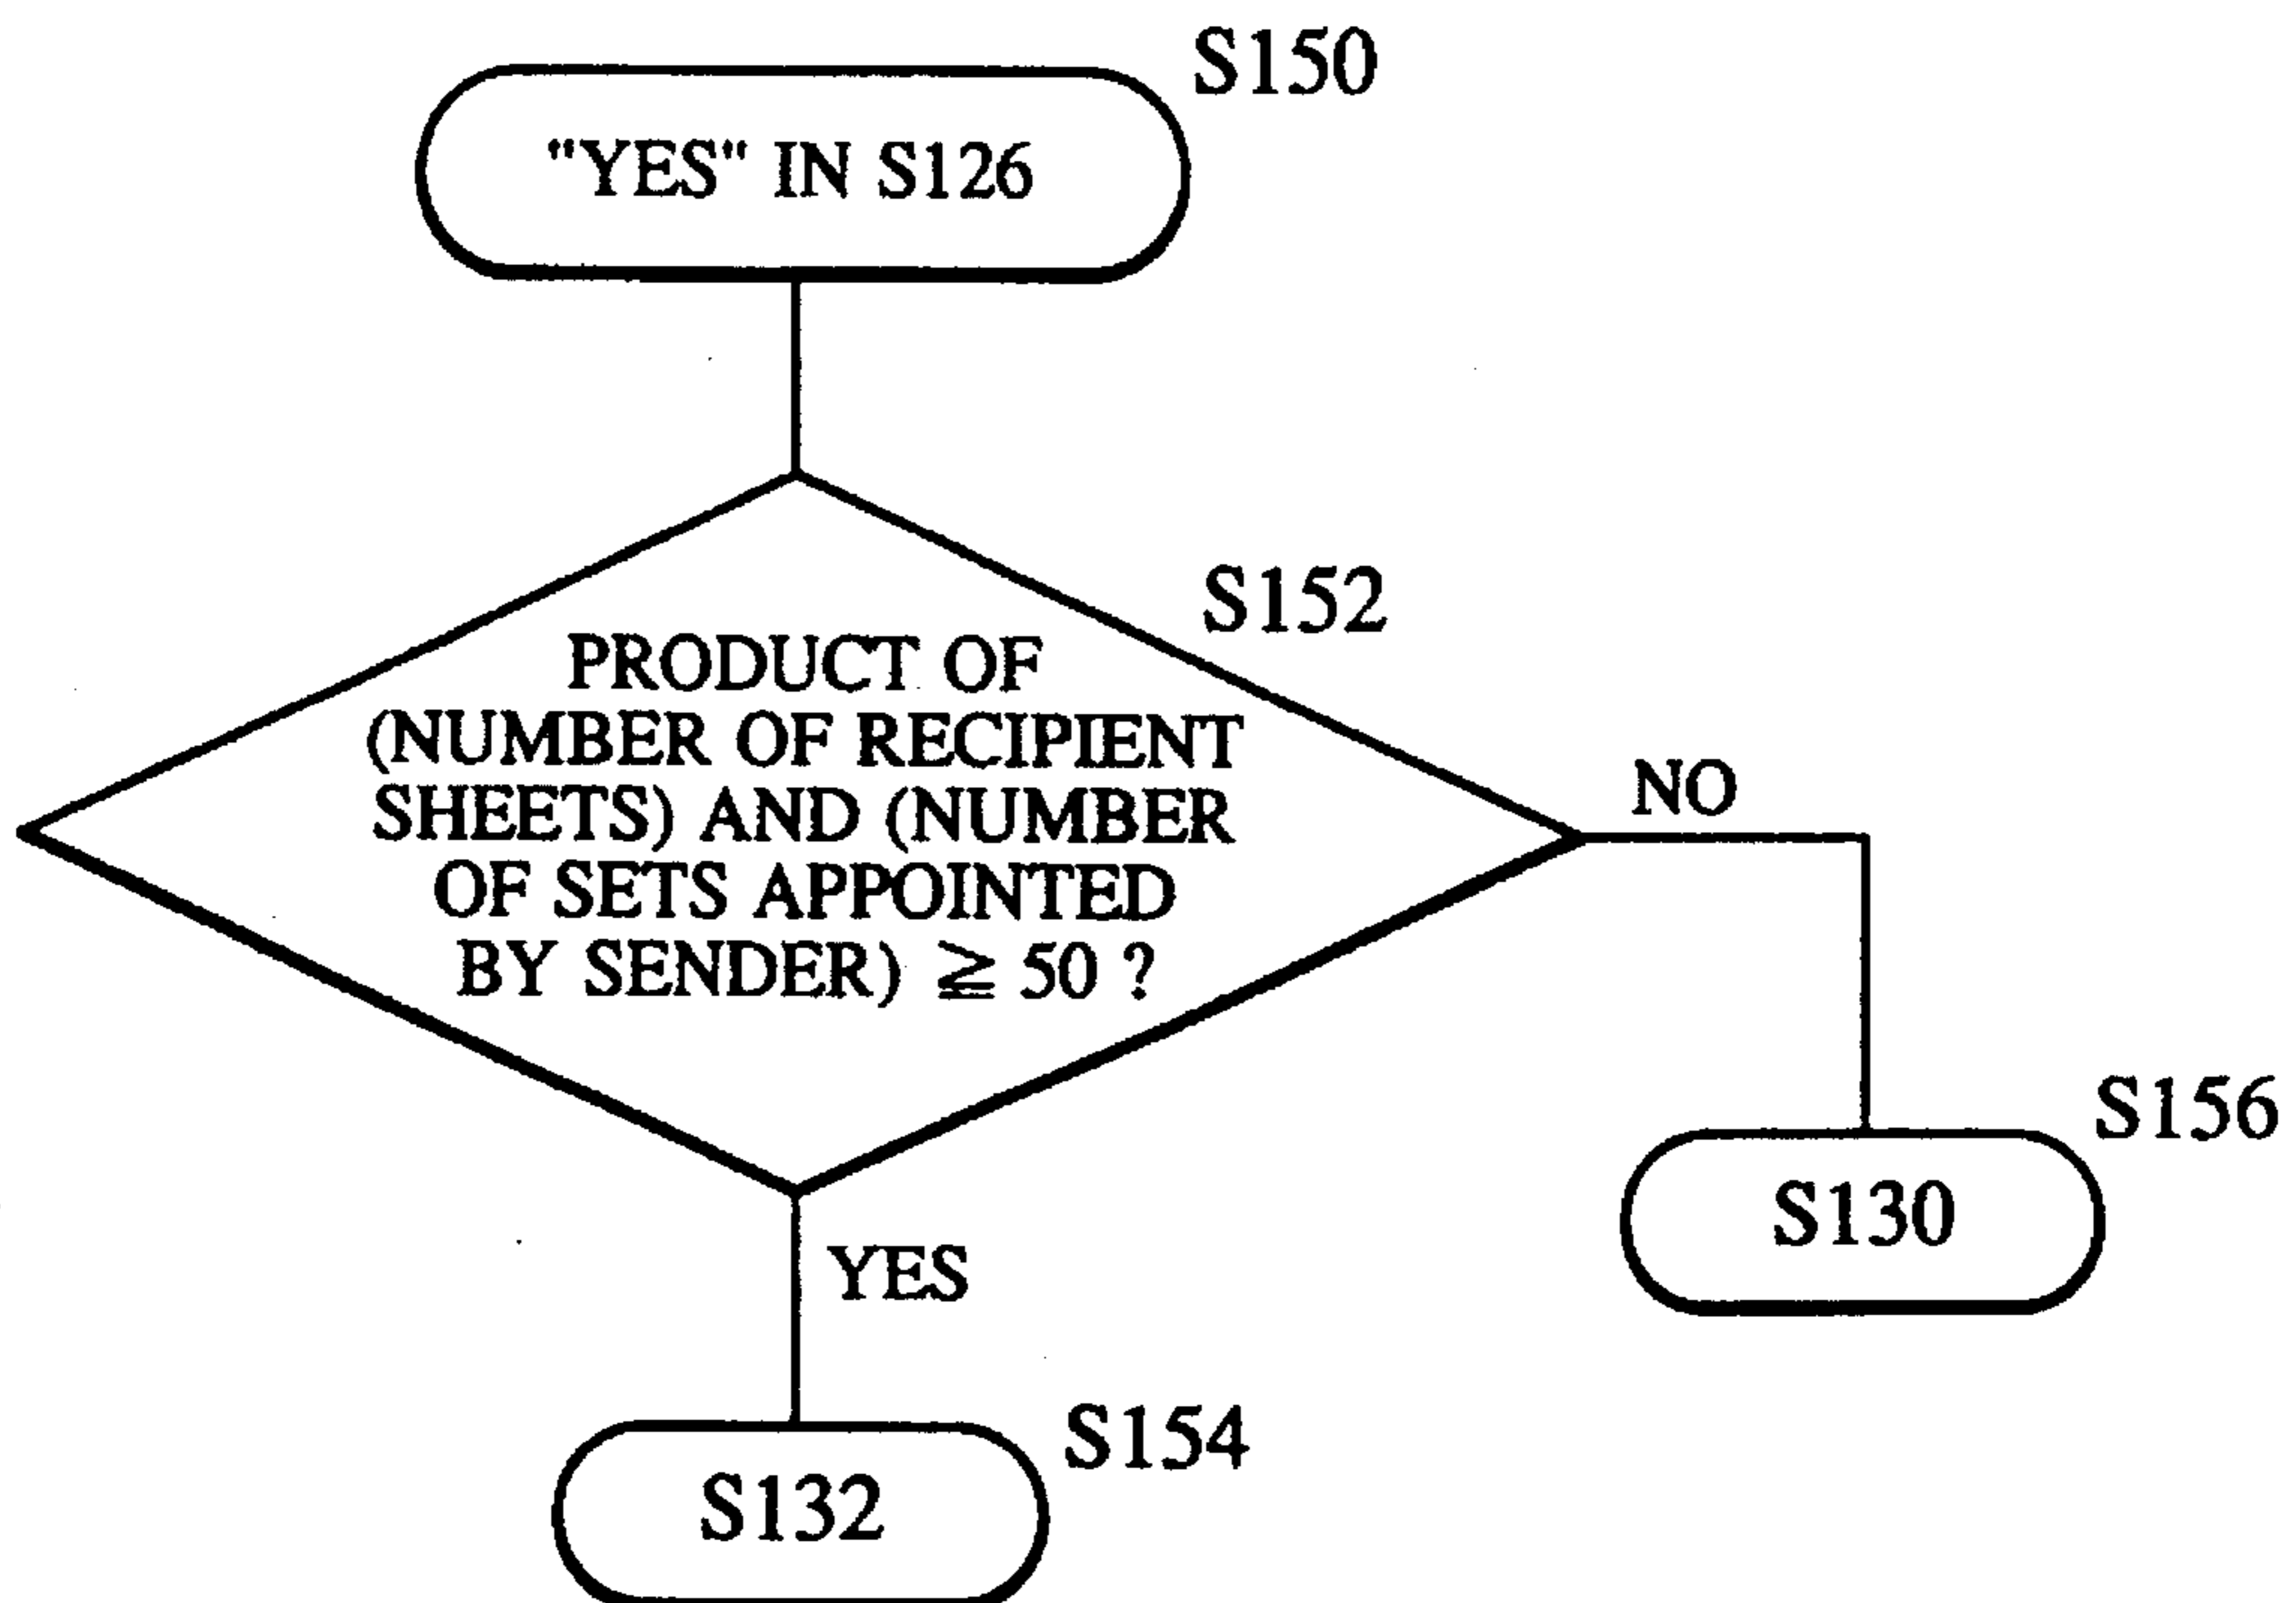 S150
"YES" IN S126
S152
PRODUCT OF
(NUMBER OF RECIPIENT
SHEETS) AND (NUMBER
OF SETS APPOINTED
BY SENDER) ≧ 50 ?
NO
S156
S130
YES
S154
S132